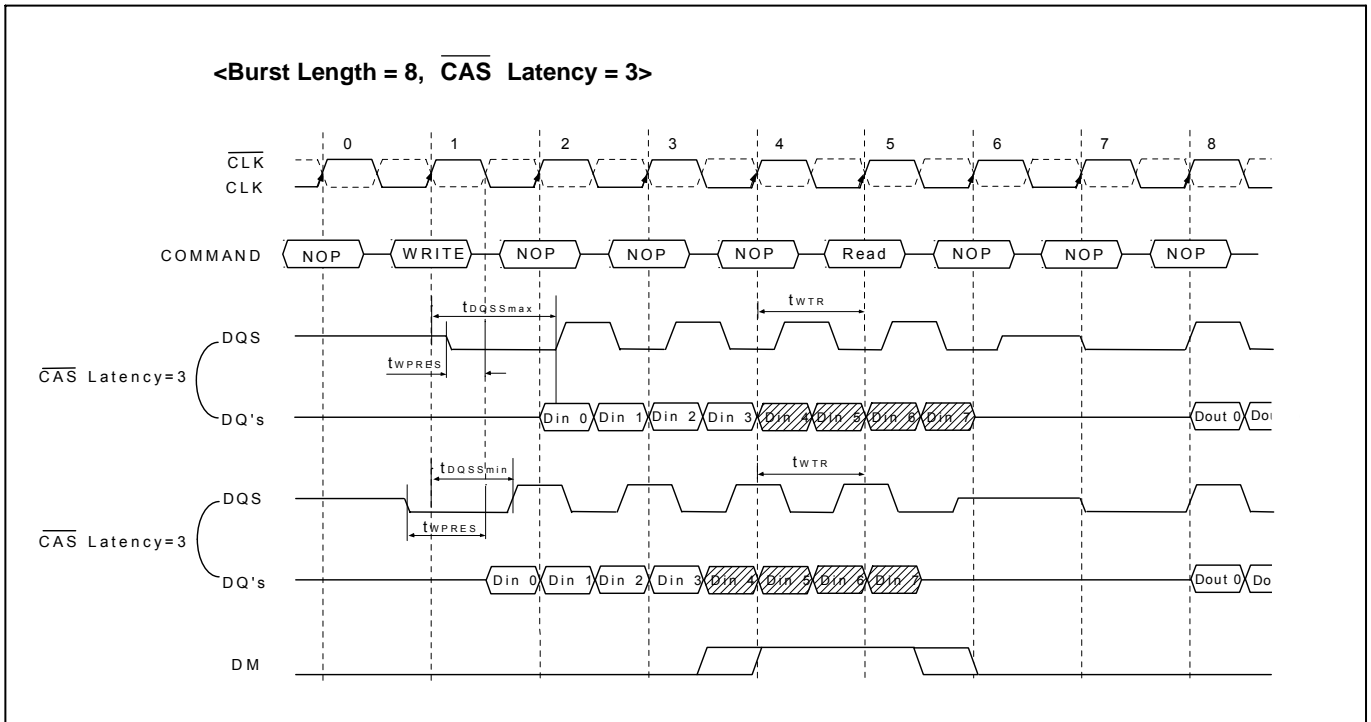 <Burst Length = 8, CAS Latency = 3>
0 1 2 3 4 5 6 7 8
CLK
CLK
COMMAND NOP WRITE NOP NOP NOP Read NOP NOP NOP
tDQSSmax tWTR
DQS
tWPRES
CAS Latency=3
DQ's Din 0 Din 1 Din 2 Din 3 Din 4 Din 5 Din 6 Din 7 Dout 0 Dou
tDQSSmin tWTR
DQS
tWPRES
CAS Latency=3
DQ's Din 0 Din 1 Din 2 Din 3 Din 4 Din 5 Din 6 Din 7 Dout 0 Do
DM